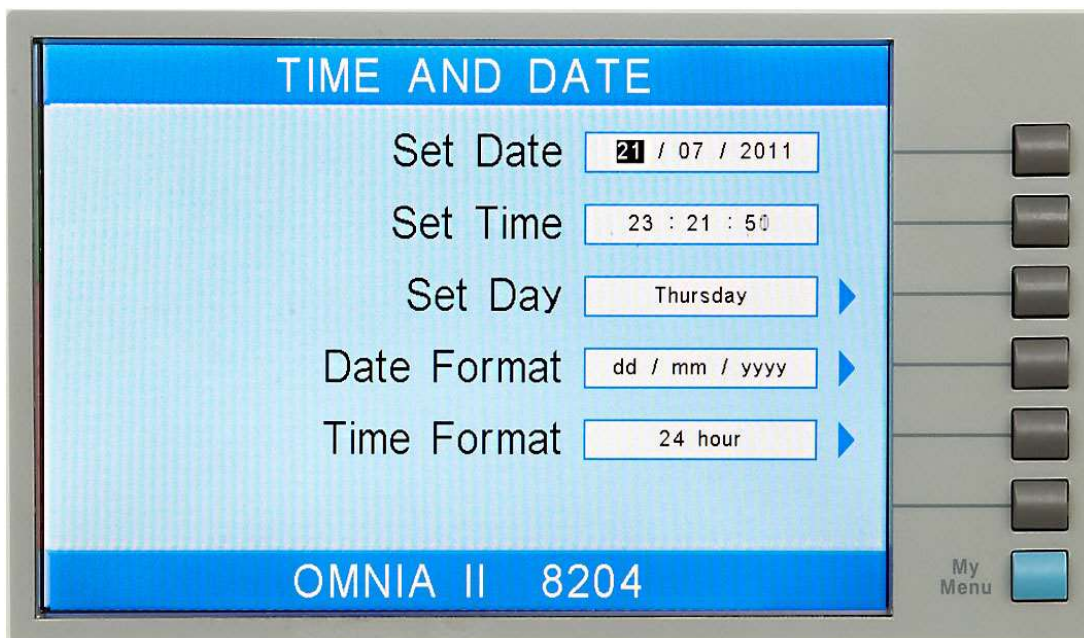 TIME AND DATE
Set Date 21 / 07 / 2011
Set Time 23 : 21 : 50
Set Day Thursday
Date Format dd / mm / yyyy
Time Format 24 hour
OMNIA II 8204
My
Menu